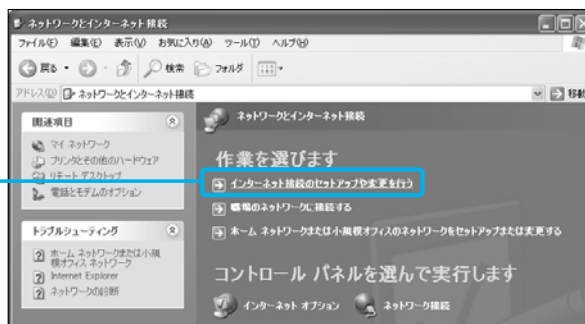 ネットワークとインターネット接続
ファイル(F) 編集(E) 表示(V) お気に入り(A) ツール(T) ヘルプ(H)
戻る 検索 フォルダ
アドレス(D) ネットワークとインターネット接続 移動
関連項目
マイ ネットワーク
プリンタとその他のハードウェア
リモート デスクトップ
電話とモデムのオプション
トラブルシューティング
ホーム ネットワークまたは小規
模オフィス ネットワーク
Internet Explorer
ネットワークの診断
ネットワークとインターネット接続
作業を選びます
インターネット接続のセットアップや変更を行う
職場のネットワークに接続する
ホーム ネットワークまたは小規模オフィスのネットワークをセットアップまたは変更する
コントロール パネルを選んで実行します
インターネット オプション ネットワーク接続